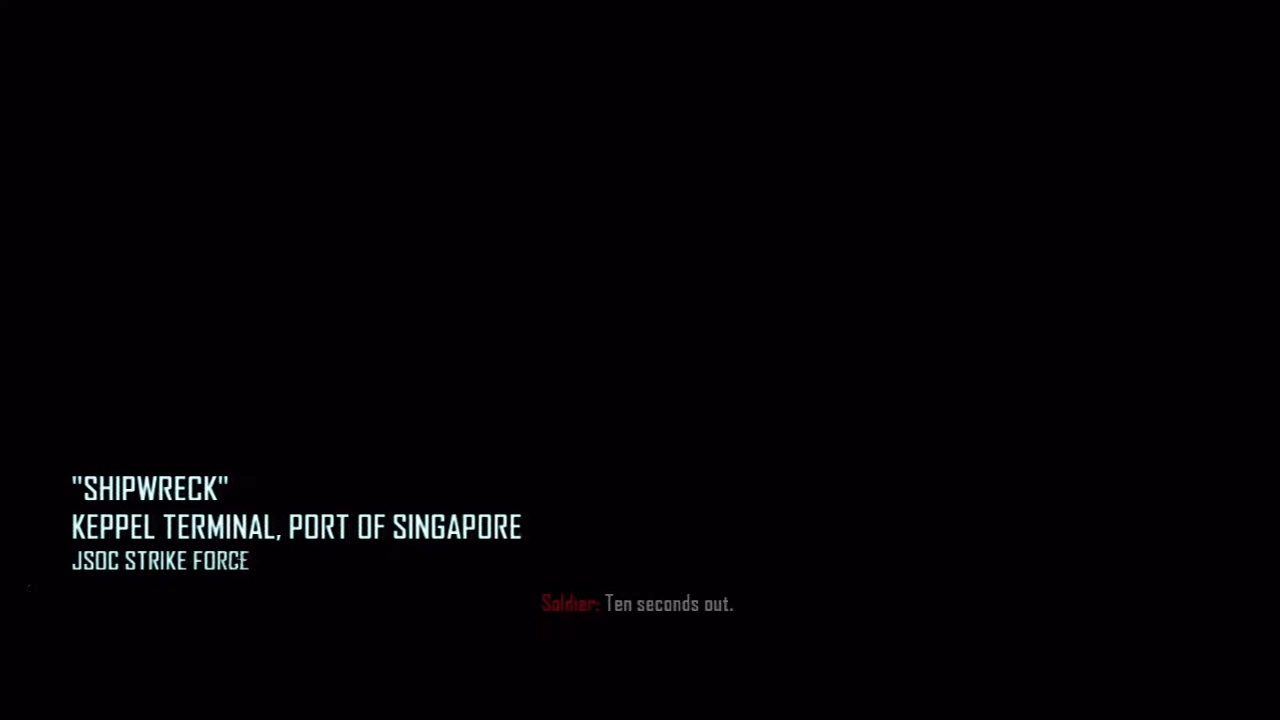 "SHIPWRECK"
KEPPEL TERMINAL, PORT OF SINGAPORE
JSOC STRIKE FORCE
Soldier: Ten seconds out.